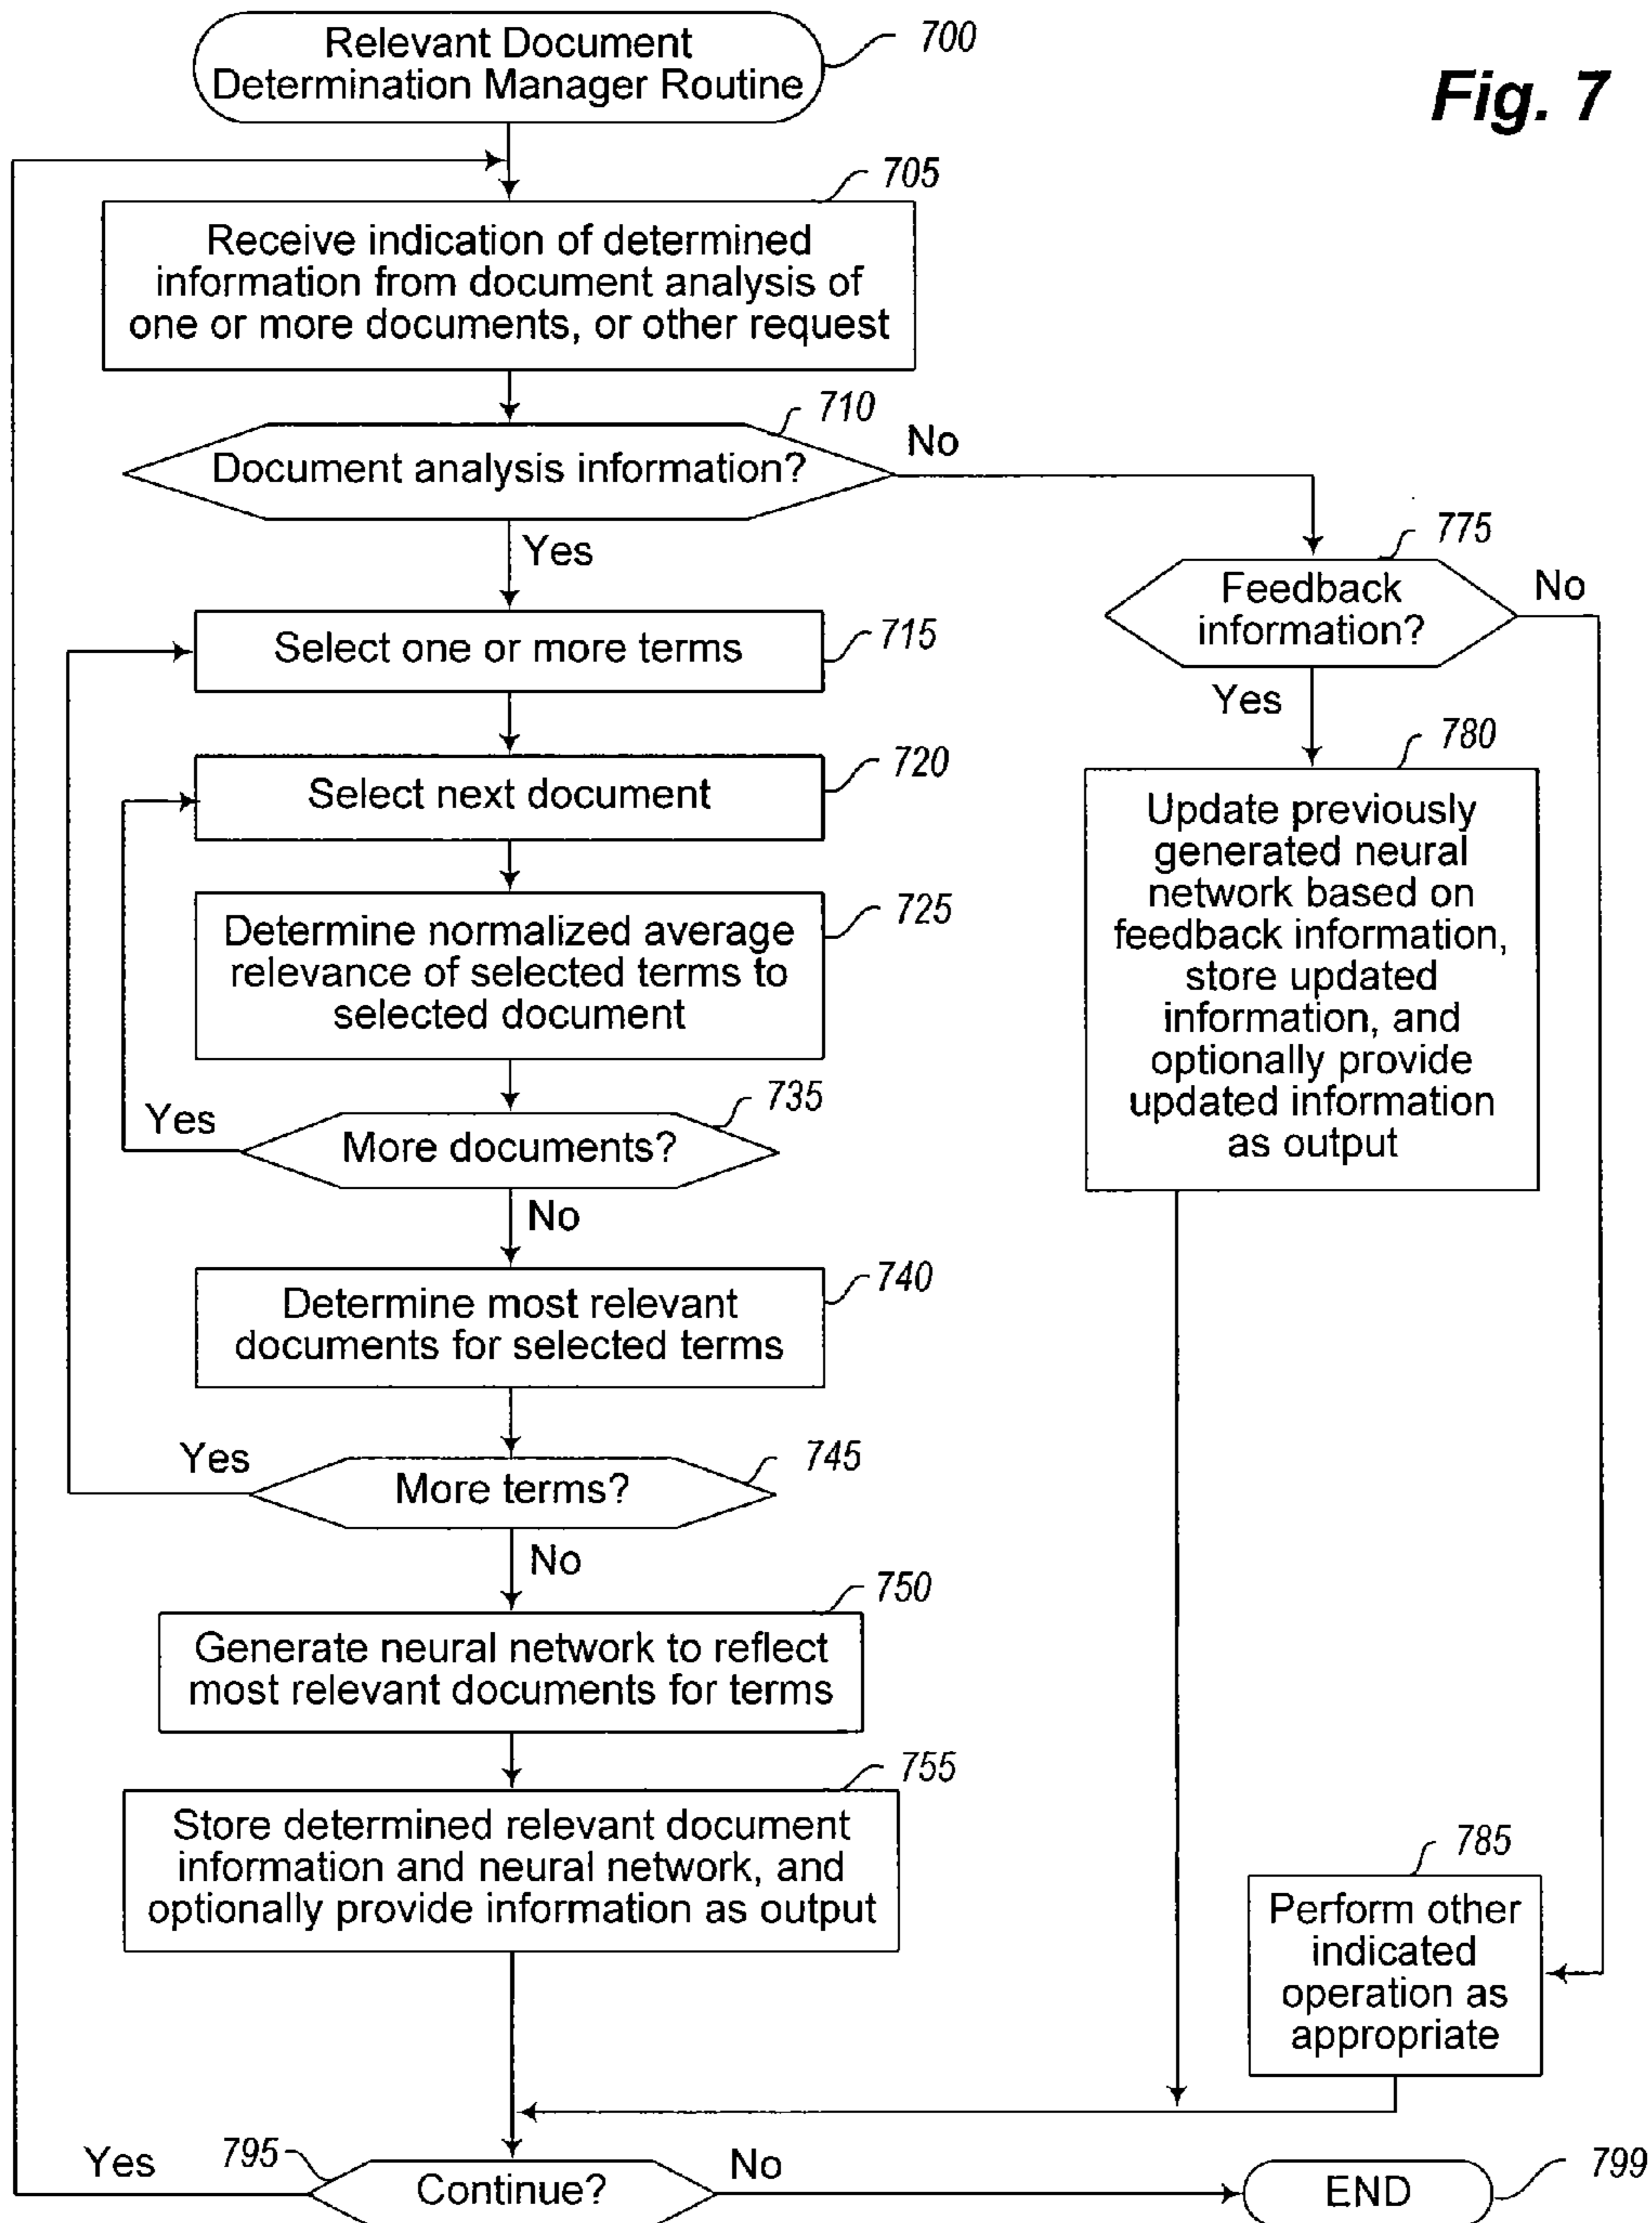 Relevant Document
Determination Manager Routine
700
Fig. 7
705
Receive indication of determined
information from document analysis of
one or more documents, or other request
710
Document analysis information?
No
Yes
775
Feedback
information?
No
Yes
Select one or more terms
715
Select next document
720
780
Update previously
generated neural
network based on
feedback information,
store updated
information, and
optionally provide
updated information
as output
Determine normalized average
relevance of selected terms to
selected document
725
735
Yes
More documents?
No
Determine most relevant
documents for selected terms
740
745
Yes
More terms?
No
750
Generate neural network to reflect
most relevant documents for terms
755
Store determined relevant document
information and neural network, and
optionally provide information as output
785
Perform other
indicated
operation as
appropriate
Yes
795
Continue?
No
END
799